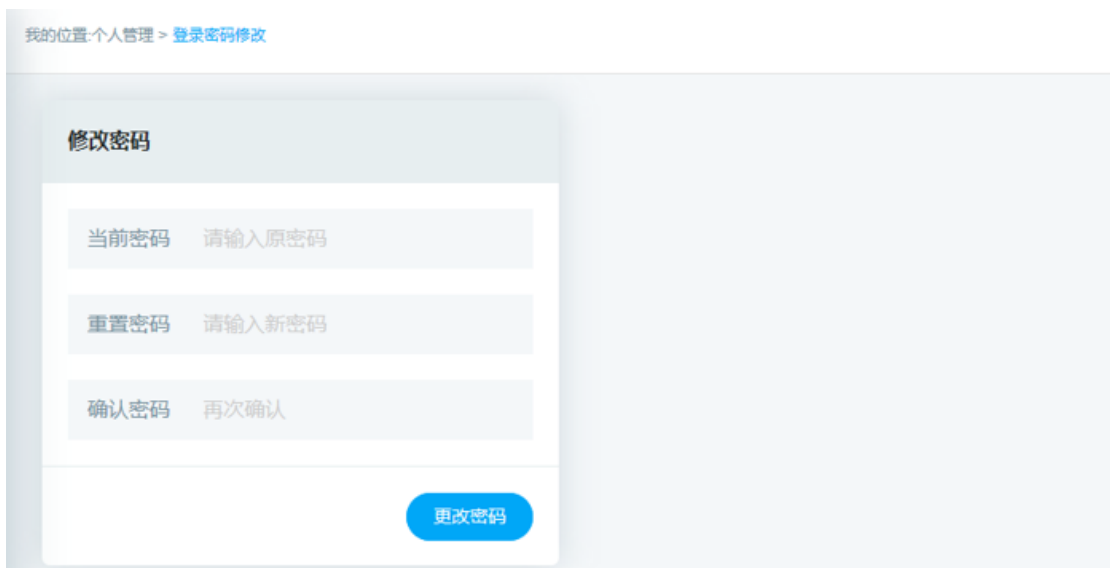 我的位置:个人管理 > 登录密码修改
修改密码
当前密码 请输入原密码
重置密码 请输入新密码
确认密码 再次确认
更改密码